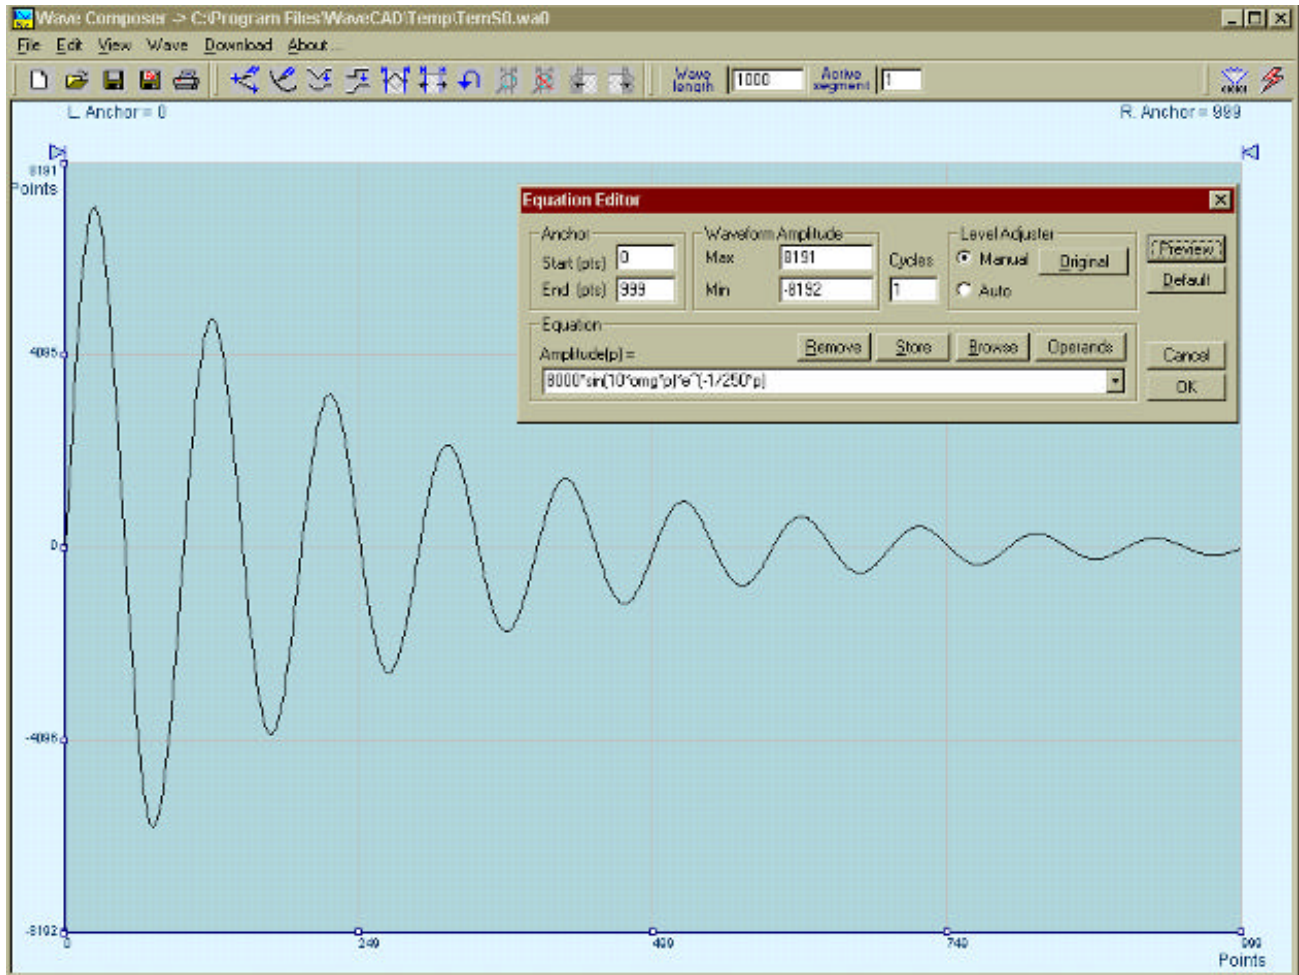 Wave Composer -> C:\Program Files\WaveCAD\Temp\TemS0.wa0
File Edit View Wave Download About...
Wave length 1000 Active segment 1
L. Anchor = 0
R. Anchor = 999
8191
Points
4095
0
-4096
-8192
0
249
499
749
999
Points
Equation Editor
Anchor
Start (pts) 0
End (pts) 999
Waveform Amplitude
Max 8191
Min -8192
Cycles
1
Level Adjuster
Manual
Original
Auto
Preview
Default
Equation
Amplitude(p) =
Remove
Store
Browse
Operands
8000*sin(10*omg*p)*e^(-1/250*p)
Cancel
OK